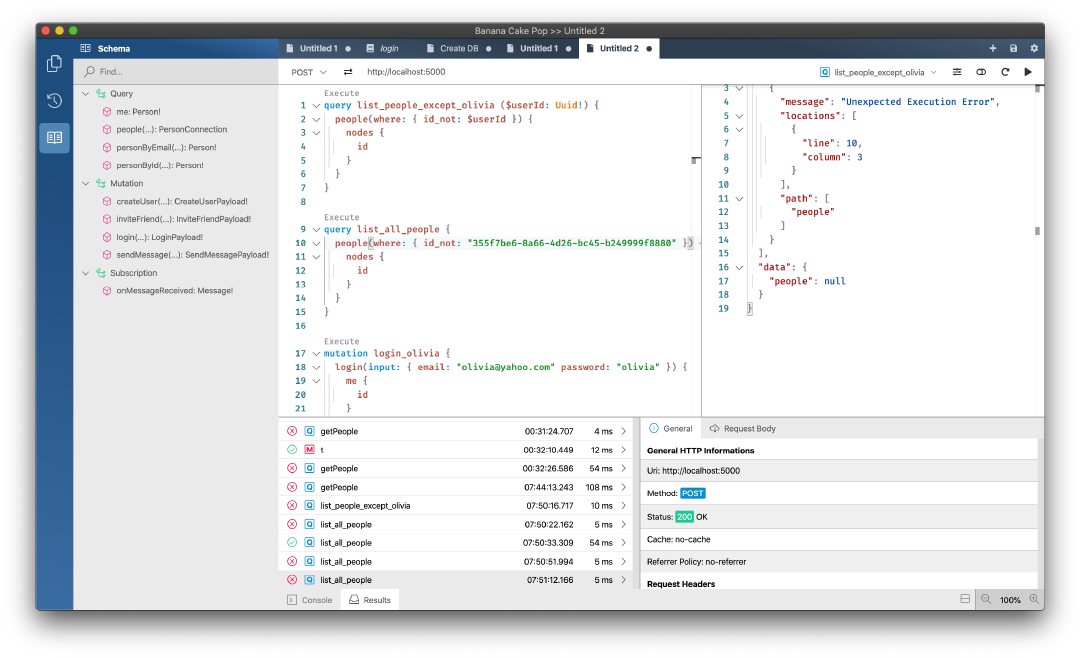 Banana Cake Pop >> Untitled 2
Schema
Untitled 1
login
Create DB
Untitled 1
Untitled 2
Find...
POST
http://localhost:5000
list_people_except_olivia
Query
me: Person!
people(...): PersonConnection
personByEmail(...): Person!
personById(...): Person!
Mutation
createUser(...): CreateUserPayload!
inviteFriend(...): InviteFriendPayload!
login(...): LoginPayload!
sendMessage(...): SendMessagePayload!
Subscription
onMessageReceived: Message!
Execute
1 query list_people_except_olivia ($userId: Uuid!) {
2 people(where: { id_not: $userId }) {
3 nodes {
4 id
5 }
6 }
7 }
8
Execute
9 query list_all_people {
10 people(where: { id_not: "355f7be6-8a66-4d26-bc45-b249999f8880" })
11 nodes {
12 id
13 }
14 }
15 }
16
Execute
17 mutation login_olivia {
18 login(input: { email: "olivia@yahoo.com" password: "olivia" }) {
19 me {
20 id
21 }
3 {
4 "message": "Unexpected Execution Error",
5 "locations": [
6 {
7 "line": 10,
8 "column": 3
9 }
10 ],
11 "path": [
12 "people"
13 ]
14 }
15 ],
16 "data": {
17 "people": null
18 }
19 }
Q getPeople 00:31:24.707 4 ms
M t 00:32:10.449 12 ms
Q getPeople 00:32:26.586 54 ms
Q getPeople 07:44:13.243 108 ms
Q list_people_except_olivia 07:50:16.717 10 ms
Q list_all_people 07:50:22.162 5 ms
Q list_all_people 07:50:33.309 54 ms
Q list_all_people 07:50:51.994 5 ms
Q list_all_people 07:51:12.166 5 ms
General
Request Body
General HTTP Informations
Uri: http://localhost:5000
Method: POST
Status: 200 OK
Cache: no-cache
Referrer Policy: no-referrer
Request Headers
Console
Results
100%